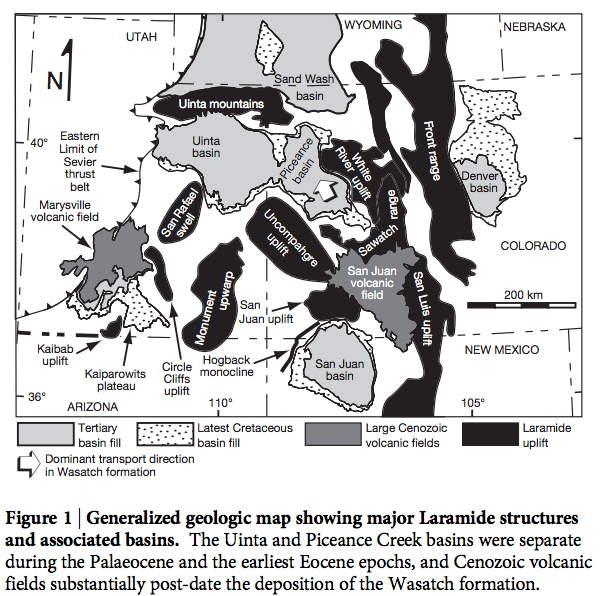 UTAH
WYOMING
NEBRASKA
N
Sand Wash
basin
Uinta mountains
40°
Eastern
Limit of
Sevier
thrust
belt
Uinta
basin
Piceance
basin
White
River uplift
Front range
Denver
basin
Marysville
volcanic field
San Rafael
swell
Uncompahgre
uplift
Sawatch
range
COLORADO
San Juan
volcanic
field
San Luis uplift
200 km
Monument
upwarp
San
Juan uplift
Kaibab
uplift
Kaiparowits
plateau
Circle
Cliffs
uplift
Hogback
monocline
San Juan
basin
NEW MEXICO
36°
ARIZONA
110°
105°
Tertiary
basin fill
Latest Cretaceous
basin fill
Large Cenozoic
volcanic fields
Laramide
uplift
Dominant transport direction
in Wasatch formation
Figure 1 | Generalized geologic map showing major Laramide structures
and associated basins. The Uinta and Piceance Creek basins were separate
during the Palaeocene and the earliest Eocene epochs, and Cenozoic volcanic
fields substantially post-date the deposition of the Wasatch formation.